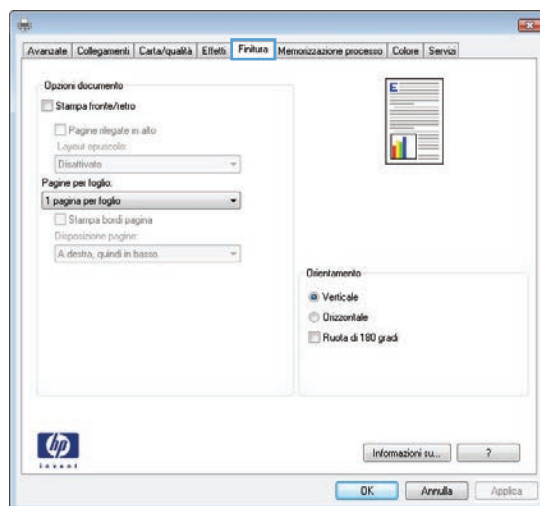 Avanzate Collegamenti Carta/qualità Effetti Finitura Memorizzazione processo Colore Servizi
Opzioni documento
Stampa fronte/retro
Pagine rilegate in alto
Layout opuscolo:
Disattivato
Pagine per foglio:
1 pagina per foglio
Stampa bordi pagina
Disposizione pagine:
A destra, quindi in basso
E
Orientamento
Verticale
Orizzontale
Ruota di 180 gradi
hp
invent
Informazioni su... ?
OK Annulla Applica